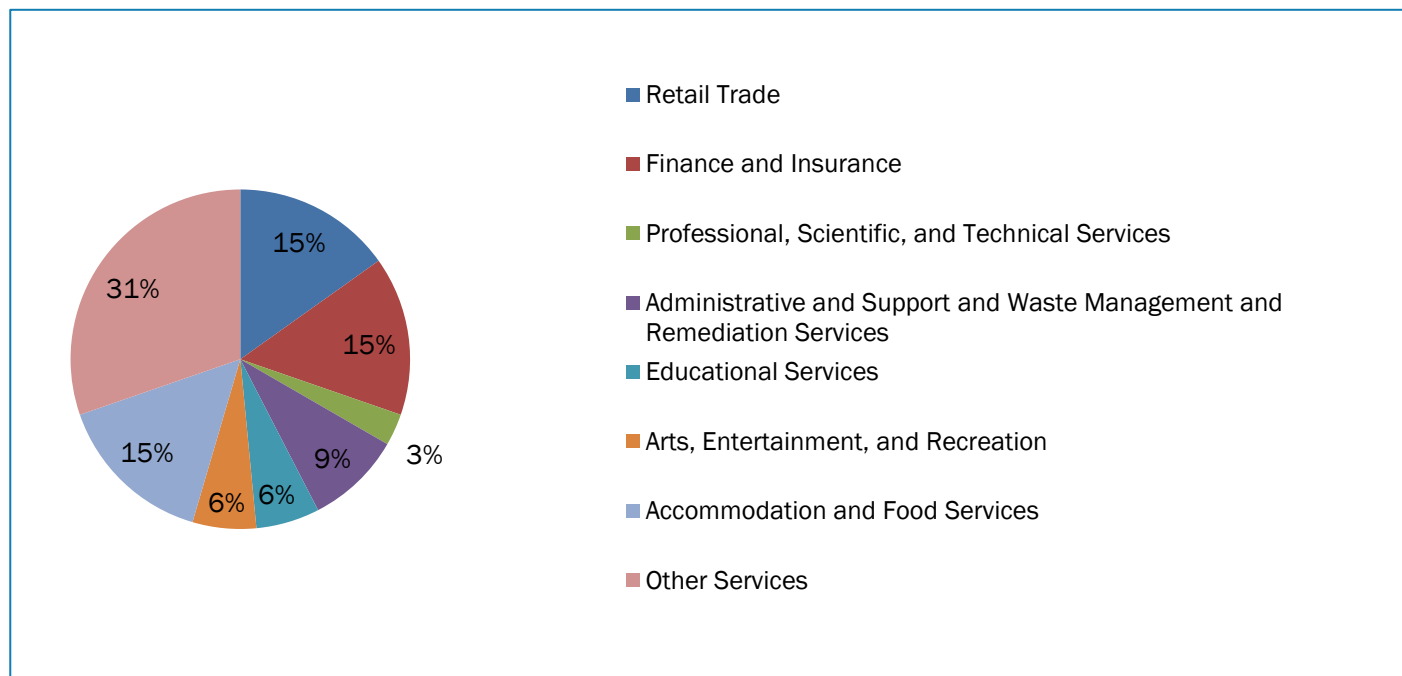 15%
15%
3%
9%
6%
6%
15%
31%
Retail Trade
Finance and Insurance
Professional, Scientific, and Technical Services
Administrative and Support and Waste Management and
Remediation Services
Educational Services
Arts, Entertainment, and Recreation
Accommodation and Food Services
Other Services